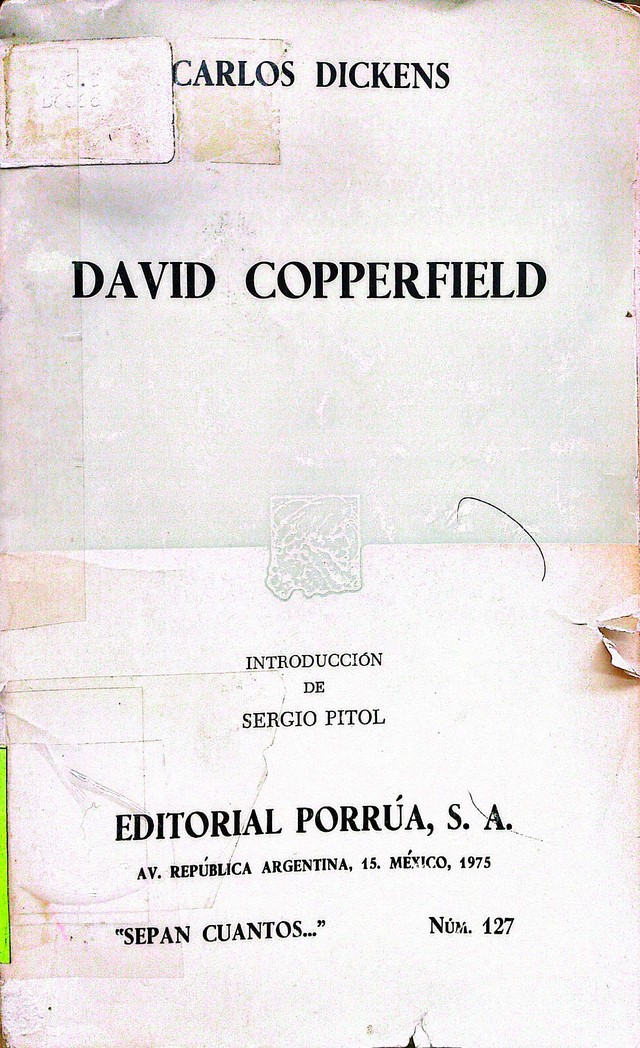 CARLOS DICKENS
DAVID COPPERFIELD
INTRODUCCIÓN
DE
SERGIO PITOL
EDITORIAL PORRÚA, S. A.
AV. REPÚBLICA ARGENTINA, 15. MÉXICO, 1975
"SEPAN CUANTOS..." NÚM. 127